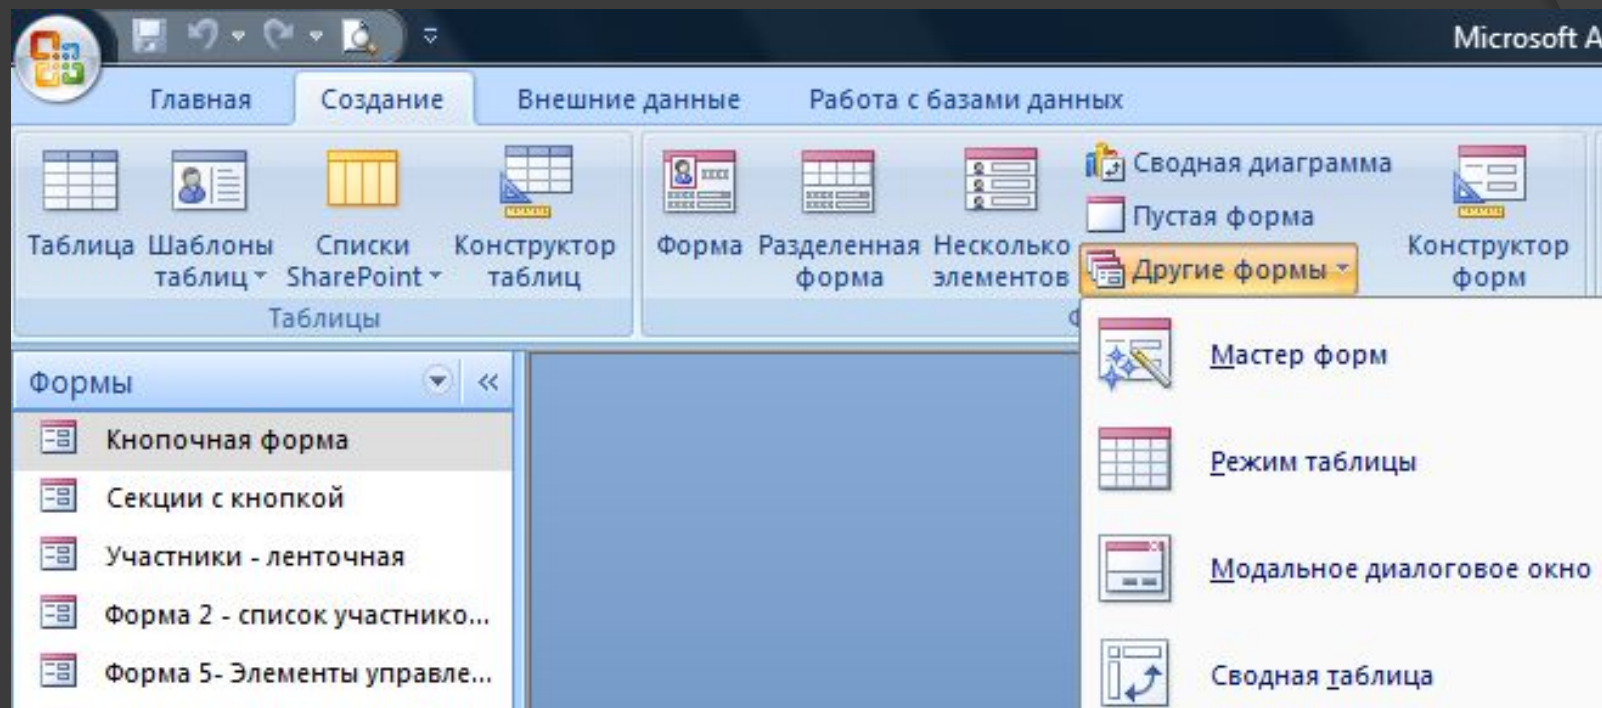 Microsoft A
Главная Создание Внешние данные Работа с базами данных
Таблица
Шаблоны
таблиц
Списки
SharePoint
Конструктор
таблиц
Таблицы
Форма
Разделенная
форма
Несколько
элементов
Сводная диаграмма
Пустая форма
Другие формы
Конструктор
форм
Мастер форм
Режим таблицы
Модальное диалоговое окно
Сводная таблица
Формы
Кнопочная форма
Секции с кнопкой
Участники - ленточная
Форма 2 - список участнико...
Форма 5- Элементы управле...